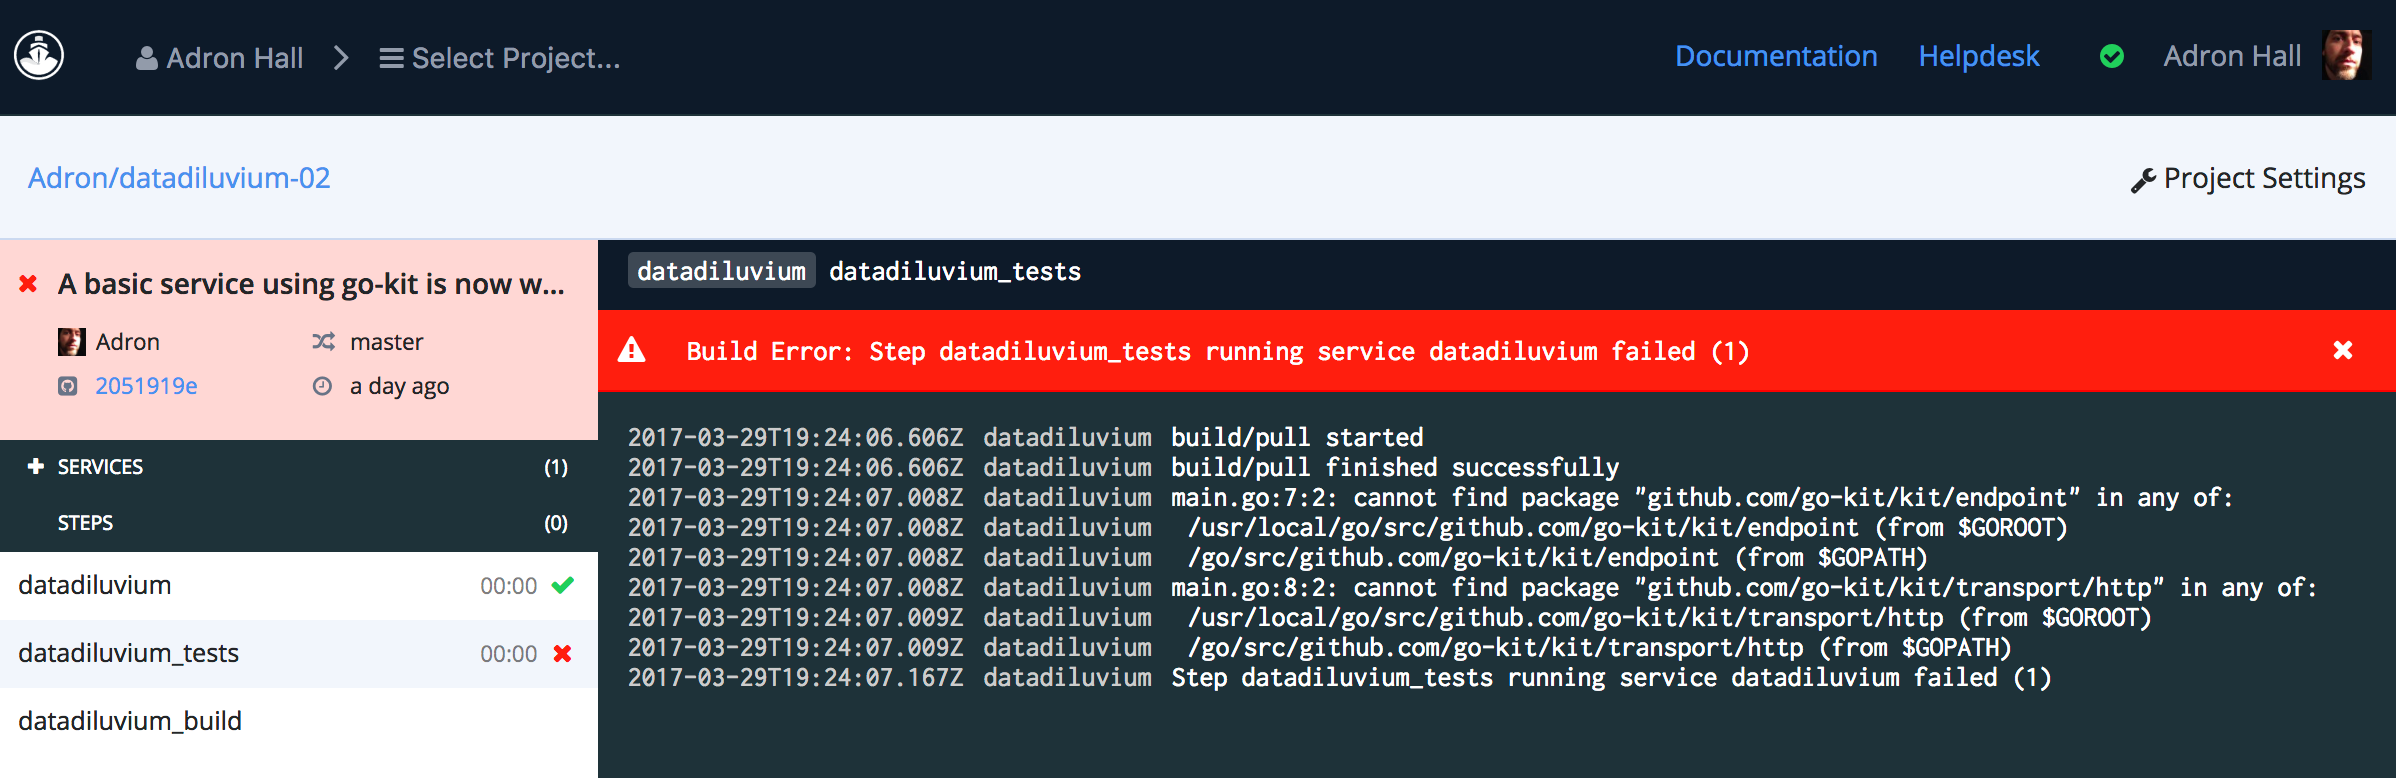 Adron Hall Select Project... Documentation Helpdesk Adron Hall
Adron/datadiluvium-02 Project Settings
A basic service using go-kit is now w...
Adron master
2051919e a day ago
SERVICES (1)
STEPS (0)
datadiluvium 00:00
datadiluvium_tests 00:00
datadiluvium_build
datadiluvium datadiluvium_tests
Build Error: Step datadiluvium_tests running service datadiluvium failed (1)
2017-03-29T19:24:06.606Z datadiluvium build/pull started
2017-03-29T19:24:06.606Z datadiluvium build/pull finished successfully
2017-03-29T19:24:07.008Z datadiluvium main.go:7:2: cannot find package "github.com/go-kit/kit/endpoint" in any of:
2017-03-29T19:24:07.008Z datadiluvium /usr/local/go/src/github.com/go-kit/kit/endpoint (from $GOROOT)
2017-03-29T19:24:07.008Z datadiluvium /go/src/github.com/go-kit/kit/endpoint (from $GOPATH)
2017-03-29T19:24:07.008Z datadiluvium main.go:8:2: cannot find package "github.com/go-kit/kit/transport/http" in any of:
2017-03-29T19:24:07.009Z datadiluvium /usr/local/go/src/github.com/go-kit/kit/transport/http (from $GOROOT)
2017-03-29T19:24:07.009Z datadiluvium /go/src/github.com/go-kit/kit/transport/http (from $GOPATH)
2017-03-29T19:24:07.167Z datadiluvium Step datadiluvium_tests running service datadiluvium failed (1)